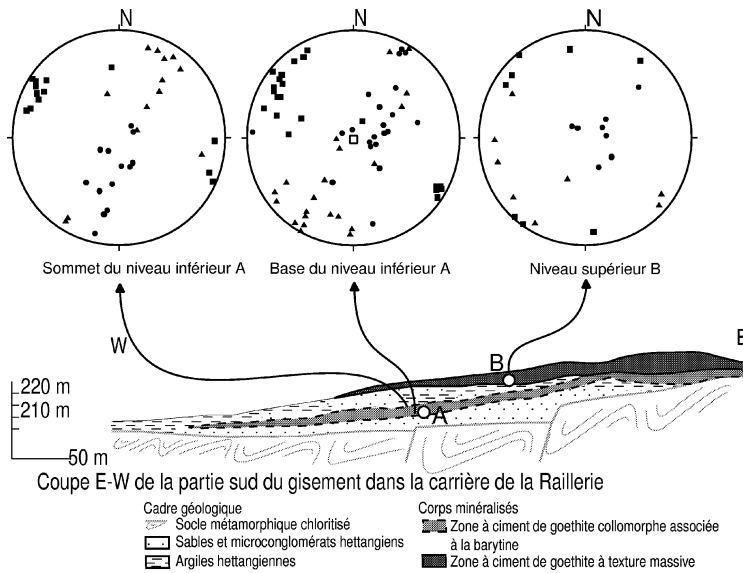 N N N
Sommet du niveau inférieur A Base du niveau inférieur A Niveau supérieur B
W E
B
220 m
210 m
A
50 m
Coupe E-W de la partie sud du gisement dans la carrière de la Raillerie
Cadre géologique
Socle métamorphique chloritisé
Sables et microconglomérats hettangiens
Argiles hettangiennes
Corps minéralisés
Zone à ciment de goethite collomorphe associée
à la barytine
Zone à ciment de goethite à texture massive